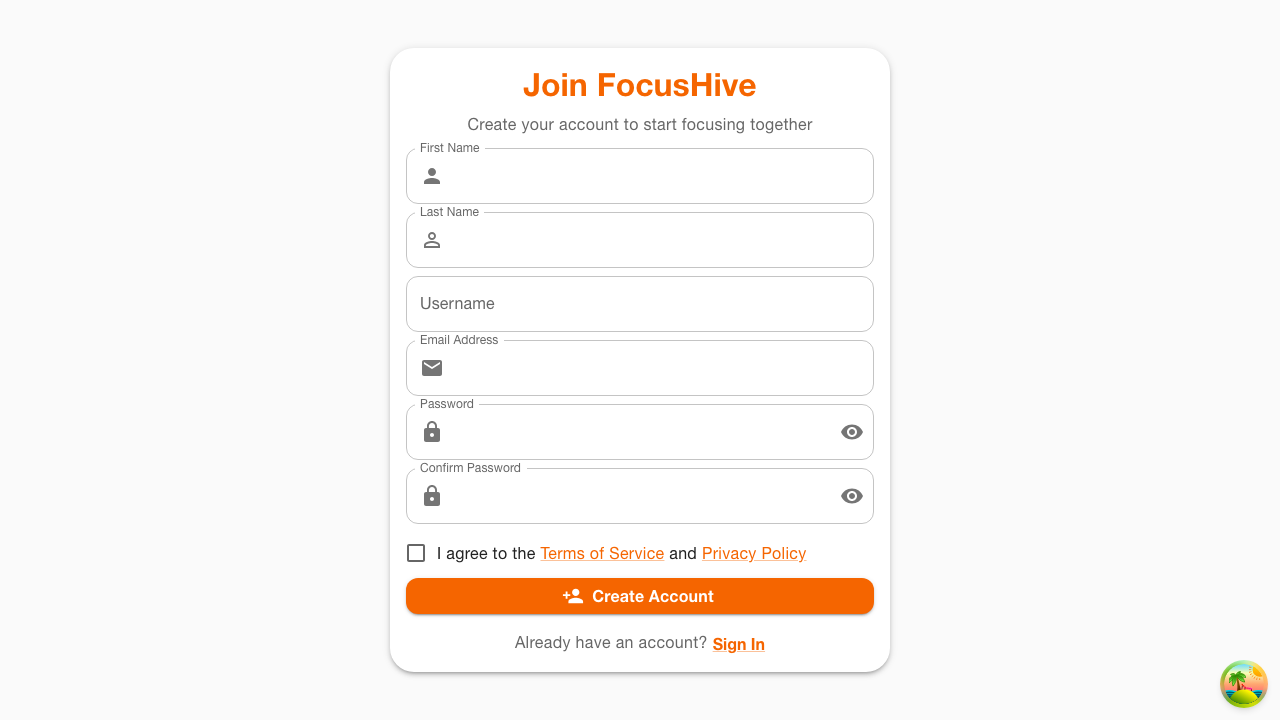 Join FocusHive
Create your account to start focusing together
First Name
Last Name
Username
Email Address
Password
Confirm Password
I agree to the Terms of Service and Privacy Policy
Create Account
Already have an account? Sign In